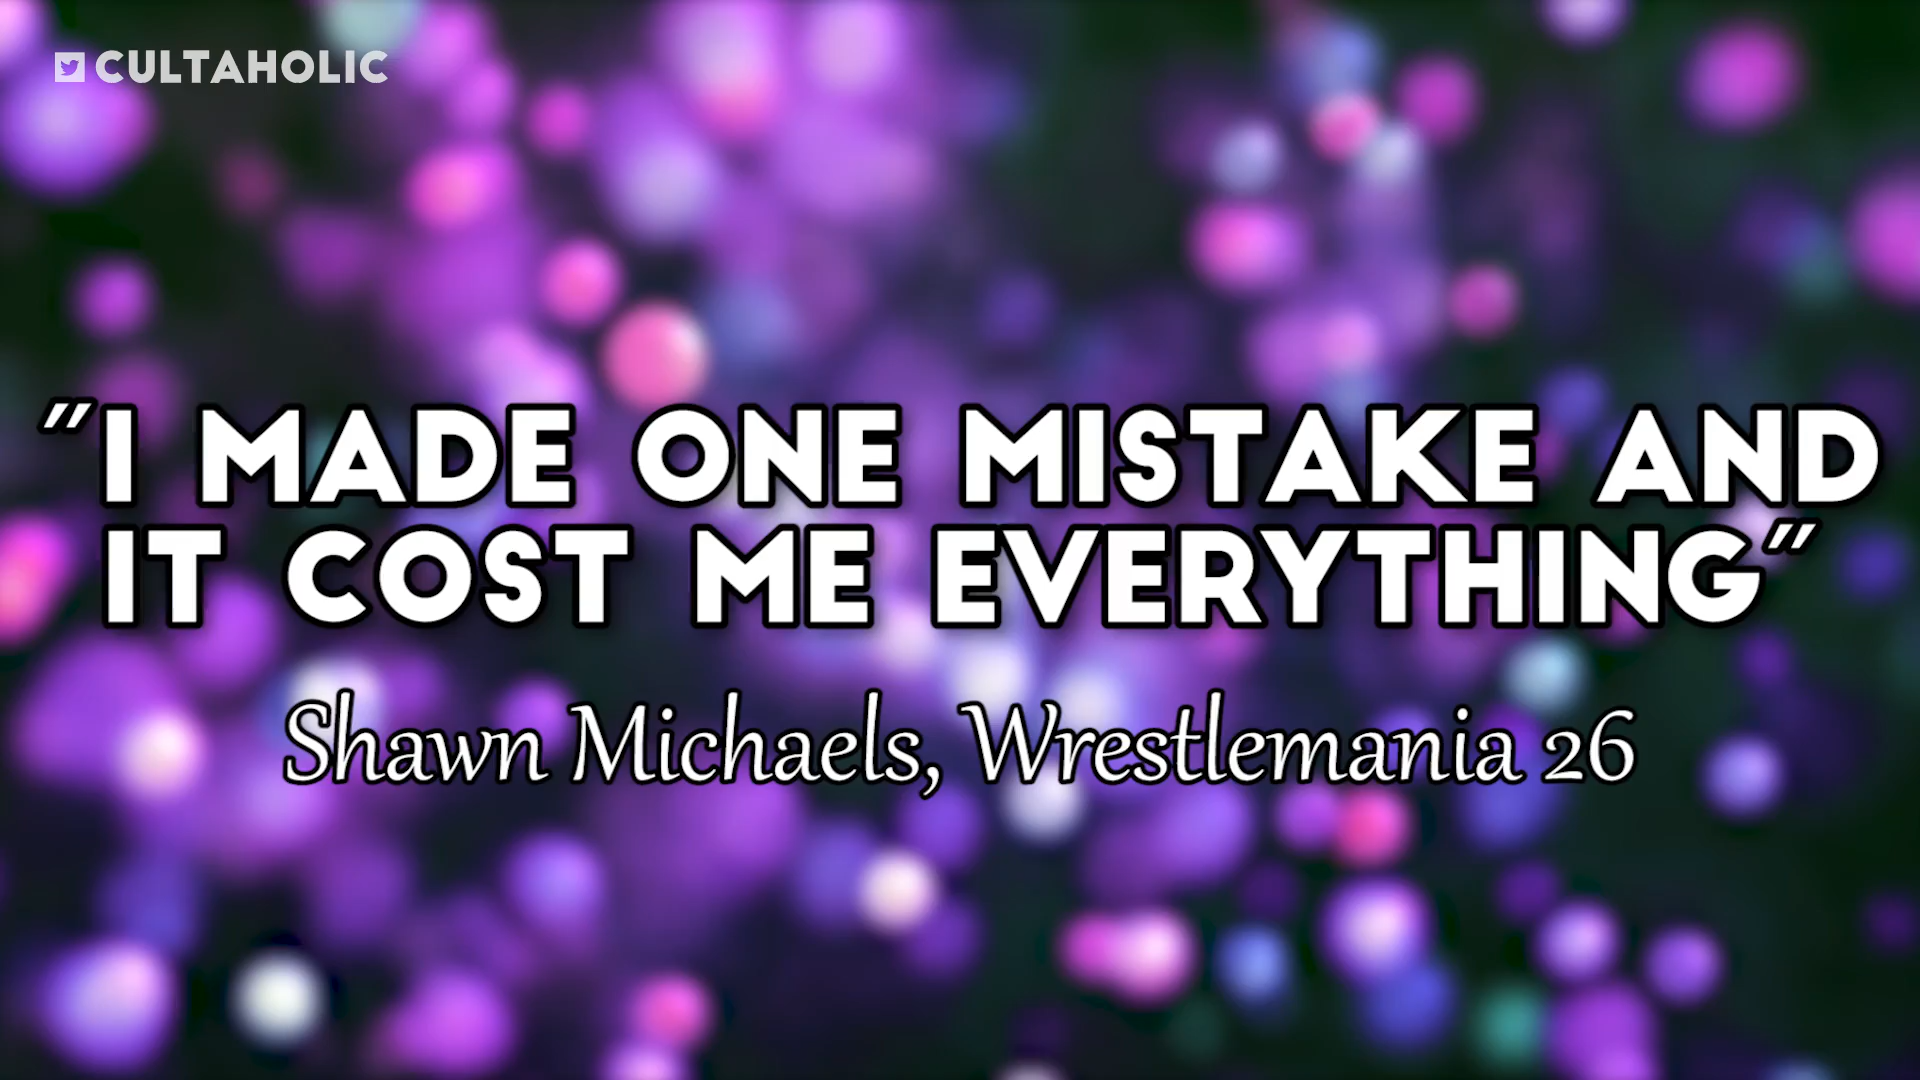 CULTAHOLIC
"I MADE ONE MISTAKE AND
IT COST ME EVERYTHING"
Shawn Michaels, Wrestlemania 26